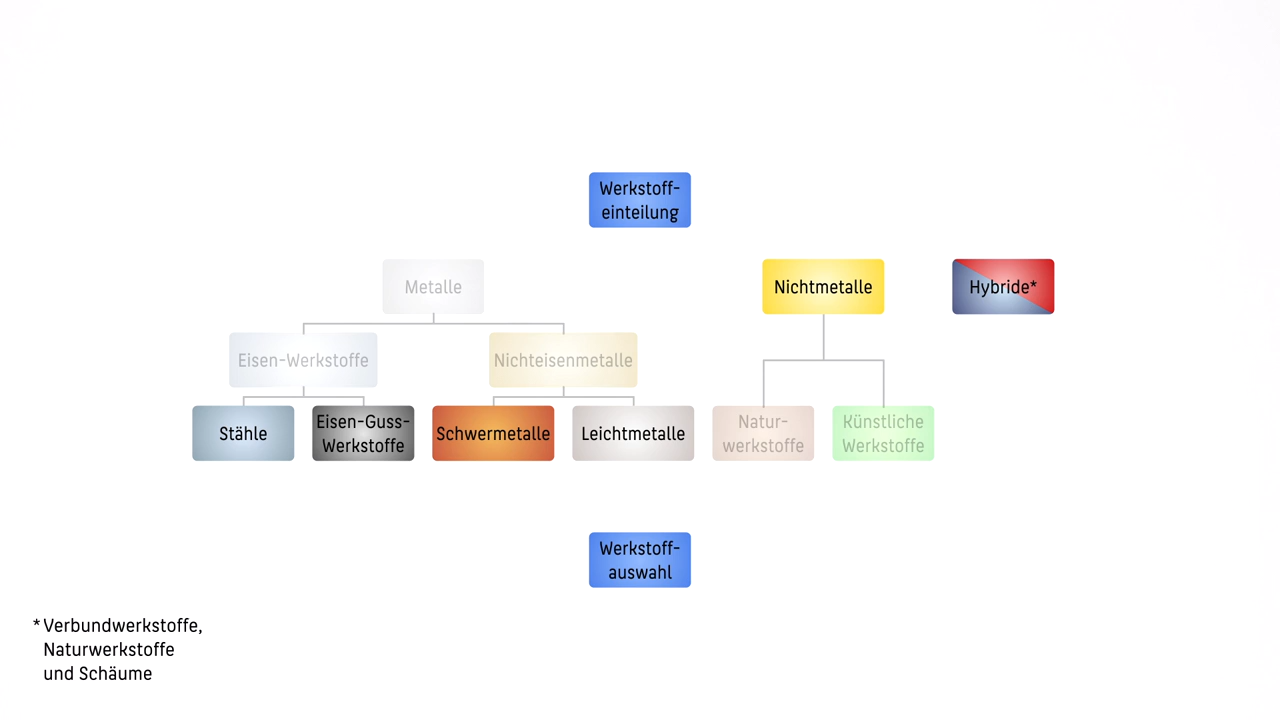 Werkstoff-
einteilung
Metalle
Nichtmetalle
Hybride*
Eisen-Werkstoffe
Nichteisenmetalle
Stähle
Eisen-Guss-
Werkstoffe
Schwermetalle
Leichtmetalle
Natur-
werkstoffe
Künstliche
Werkstoffe
Werkstoff-
auswahl
* Verbundwerkstoffe,
Naturwerkstoffe
und Schäume